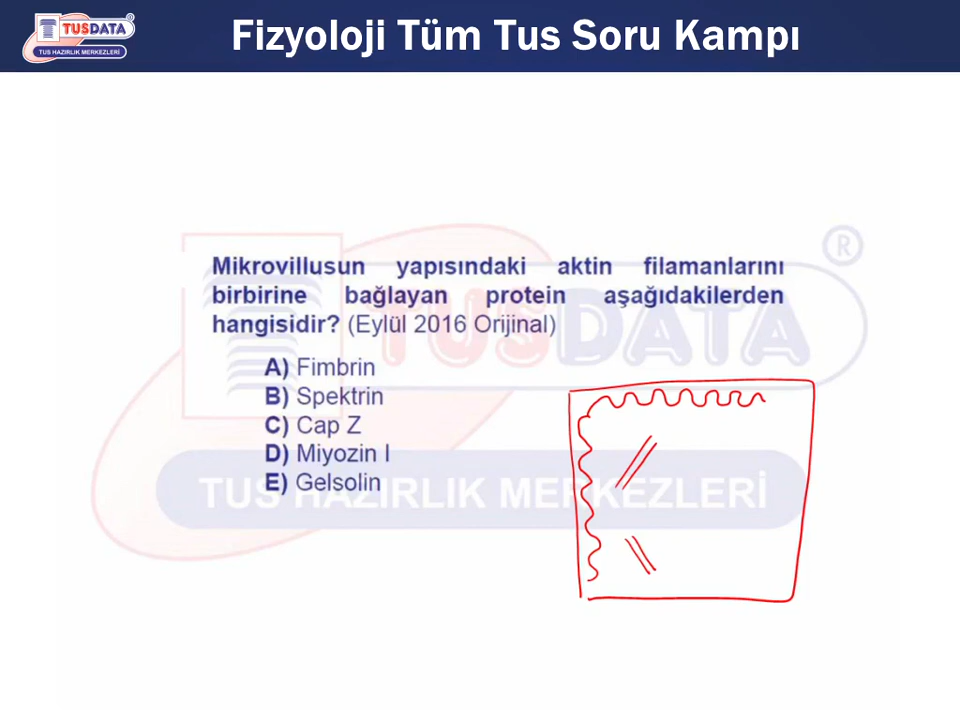 TUSDATA
TUS HAZIRLIK MERKEZLERİ
Fizyoloji Tüm Tus Soru Kampı
Mikrovillusun yapısındaki aktin filamanlarını
birbirine bağlayan protein aşağıdakilerden
hangisidir? (Eylül 2016 Orijinal)
A) Fimbrin
B) Spektrin
C) Cap Z
D) Miyozin I
E) Gelsolin
TUSDATA ®
TUS HAZIRLIK MERKEZLERİ